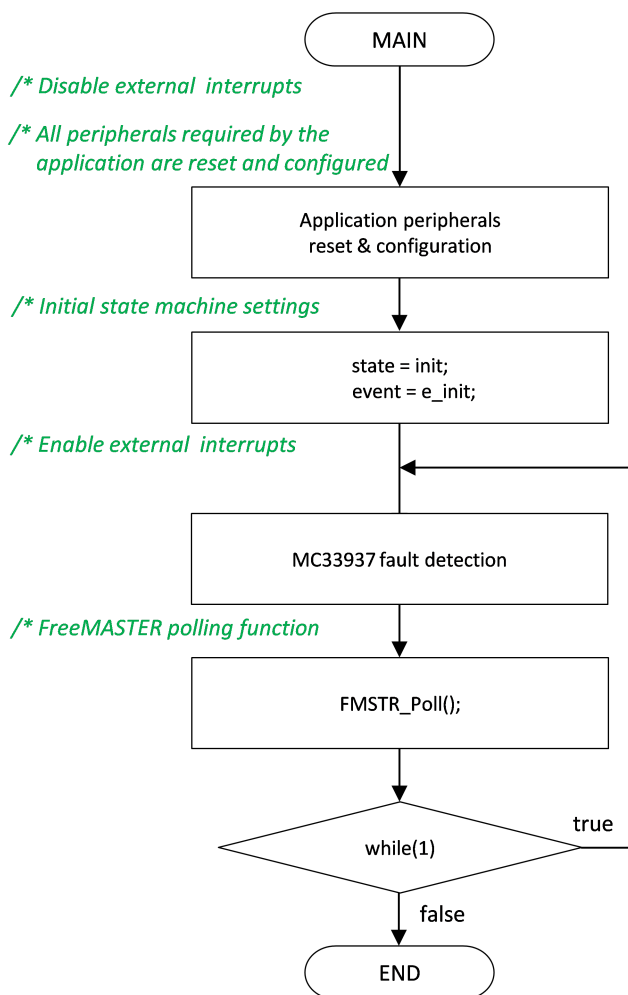 MAIN
/* Disable external interrupts
/* All peripherals required by the
application are reset and configured
Application peripherals
reset & configuration
/* Initial state machine settings
state = init;
event = e_init;
/* Enable external interrupts
MC33937 fault detection
/* FreeMASTER polling function
FMSTR_Poll();
true
while(1)
false
END